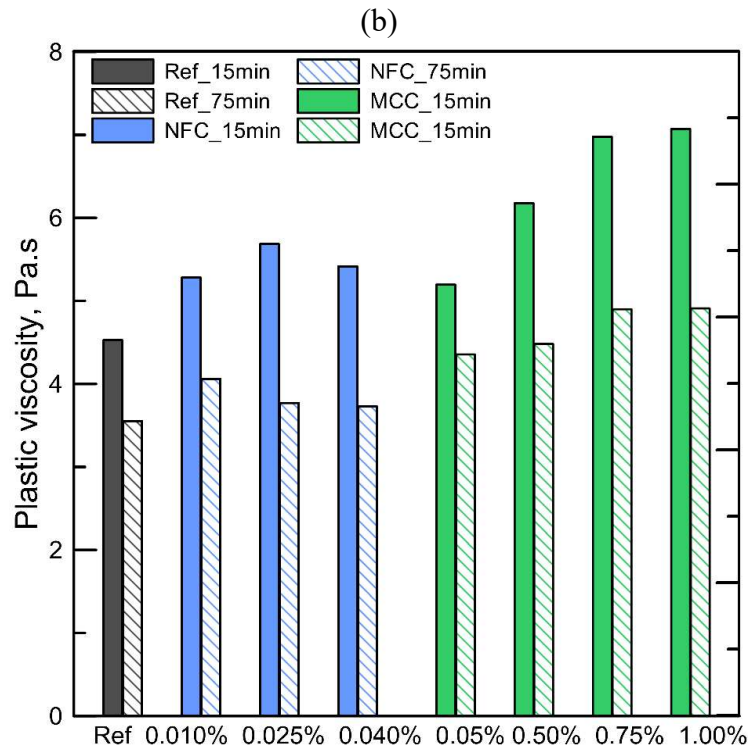 (b)
8
Ref_15min NFC_75min
Ref_75min MCC_15min
NFC_15min MCC_15min
6
Plastic viscosity, Pa.s
4
2
0
Ref 0.010% 0.025% 0.040% 0.05% 0.50% 0.75% 1.00%